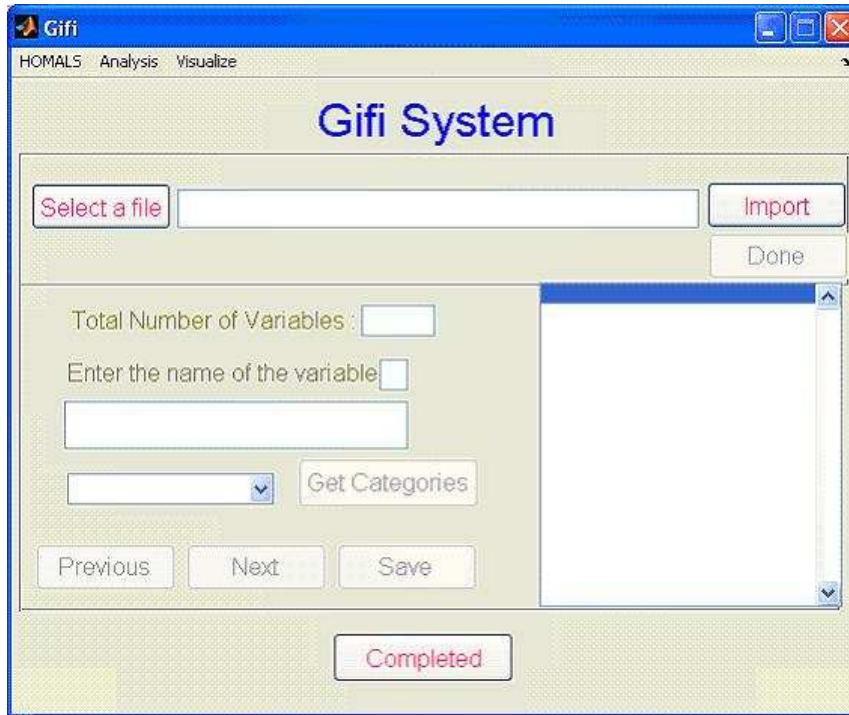 Gifi
HOMALS Analysis Visualize
Gifi System
Select a file
Import
Done
Total Number of Variables :
Enter the name of the variable
Get Categories
Previous Next Save
Completed